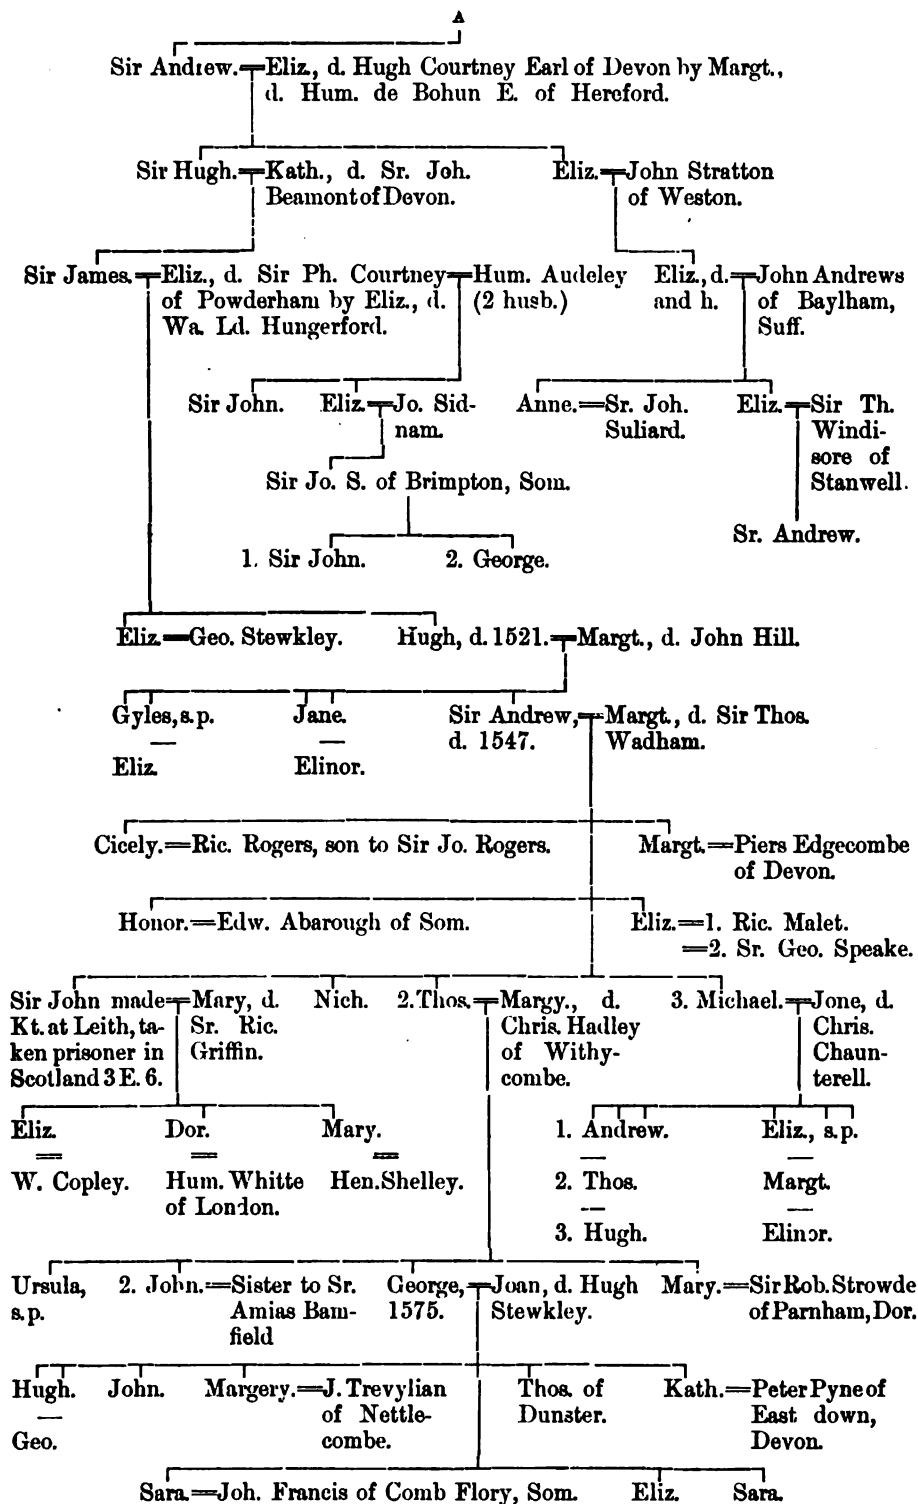 A
Sir Andrew.=Eliz., d. Hugh Courtney Earl of Devon by Margt.,
d. Hum. de Bohun E. of Hereford.
Sir Hugh.=Kath., d. Sr. Joh.
Beamont of Devon.
Eliz.=John Stratton
of Weston.
Sir James.=Eliz., d. Sir Ph. Courtney=Hum. Audeley
of Powderham by Eliz., d.
(2 husb.)
Wa. Ld. Hungerford.
Eliz., d.=John Andrews
and h.
of Baylham,
Suff.
Sir John.
Eliz.=Jo. Sid-
nam.
Anne.=Sr. Joh.
Suliard.
Eliz.=Sir Th.
Windi-
sore of
Stanwell.
Sir Jo. S. of Brimpton, Som.
Sr. Andrew.
1. Sir John.
2. George.
Eliz.=Geo. Stewkley.
Hugh, d. 1521.=Margt., d. John Hill.
Gyles, s.p.
—
Eliz.
Jane.
—
Elinor.
Sir Andrew,=Margt., d. Sir Thos.
d. 1547.
Wadham.
Cicely.=Ric. Rogers, son to Sir Jo. Rogers.
Margt.=Piers Edgecombe
of Devon.
Honor.=Edw. Abarough of Som.
Eliz.=1. Ric. Malet.
=2. Sr. Geo. Speake.
Sir John made=Mary, d.
Kt. at Leith, ta-
Sr. Ric.
ken prisoner in
Griffin.
Scotland 3 E. 6.
Nich.
2. Thos.=Margy., d.
Chris. Hadley
of Withy-
combe.
3. Michael.=Jone, d.
Chris.
Chaun-
terell.
Eliz.
=
W. Copley.
Dor.
=
Hum. Whitte
of London.
Mary.
=
Hen. Shelley.
1. Andrew.
—
2. Thos.
—
3. Hugh.
Eliz., s.p.
—
Margt.
—
Elinor.
Ursula,
s.p.
2. John.=Sister to Sr.
Amias Bam-
field
George,=Joan, d. Hugh
1575.
Stewkley.
Mary.=Sir Rob. Strowde
of Parnham, Dor.
Hugh.
—
Geo.
John.
Margery.=J. Trevylian
of Nettle-
combe.
Thos. of
Dunster.
Kath.=Peter Pyne of
East down,
Devon.
Sara.=Joh. Francis of Comb Flory, Som.
Eliz.
Sara.